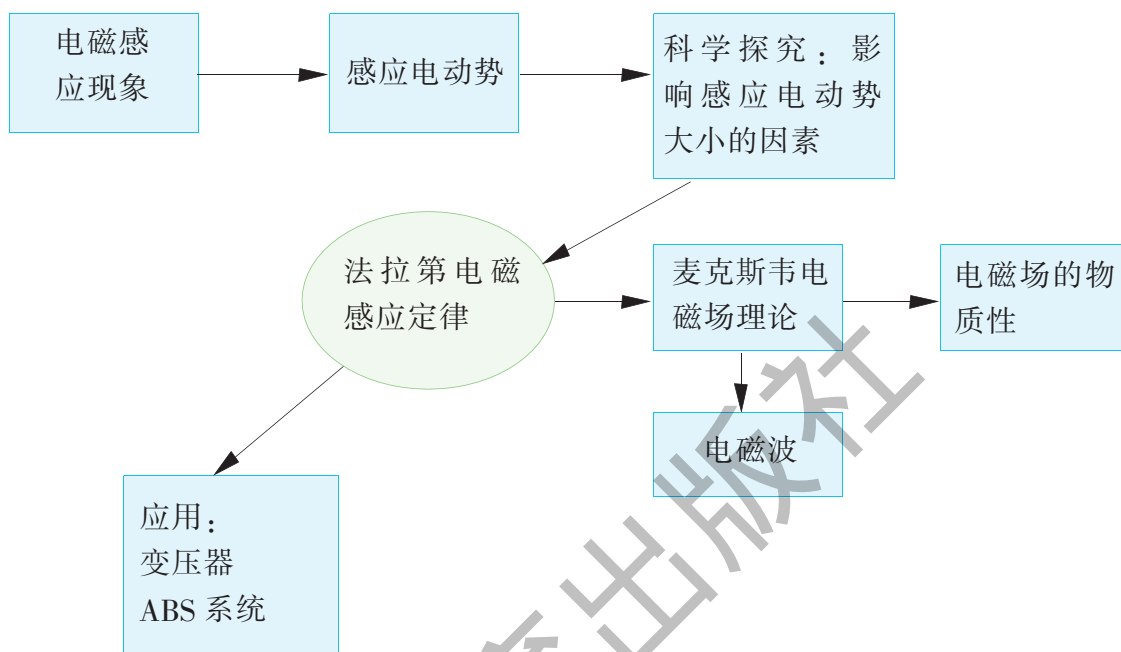 电磁感
应现象
感应电动势
科学探究：影
响感应电动势
大小的因素
法拉第电磁
感应定律
麦克斯韦电
磁场理论
电磁场的物
质性
电磁波
应用：
变压器
ABS 系统
出版社